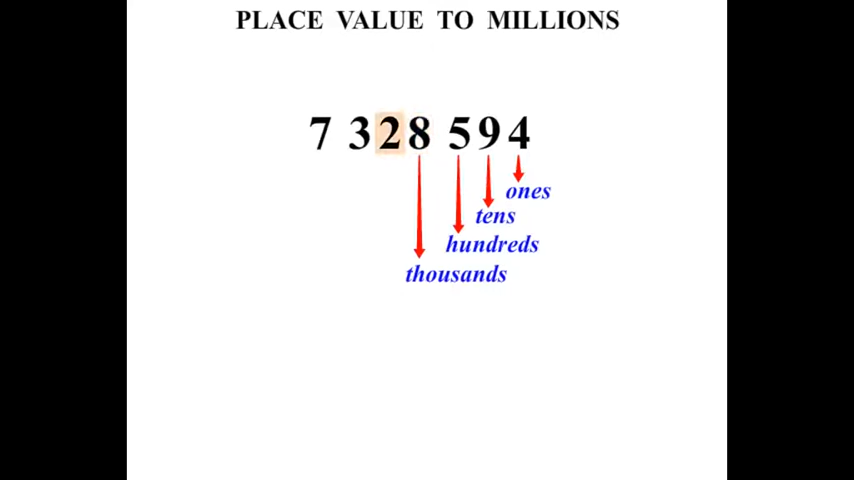 PLACE VALUE TO MILLIONS
7 328 594
ones
tens
hundreds
thousands